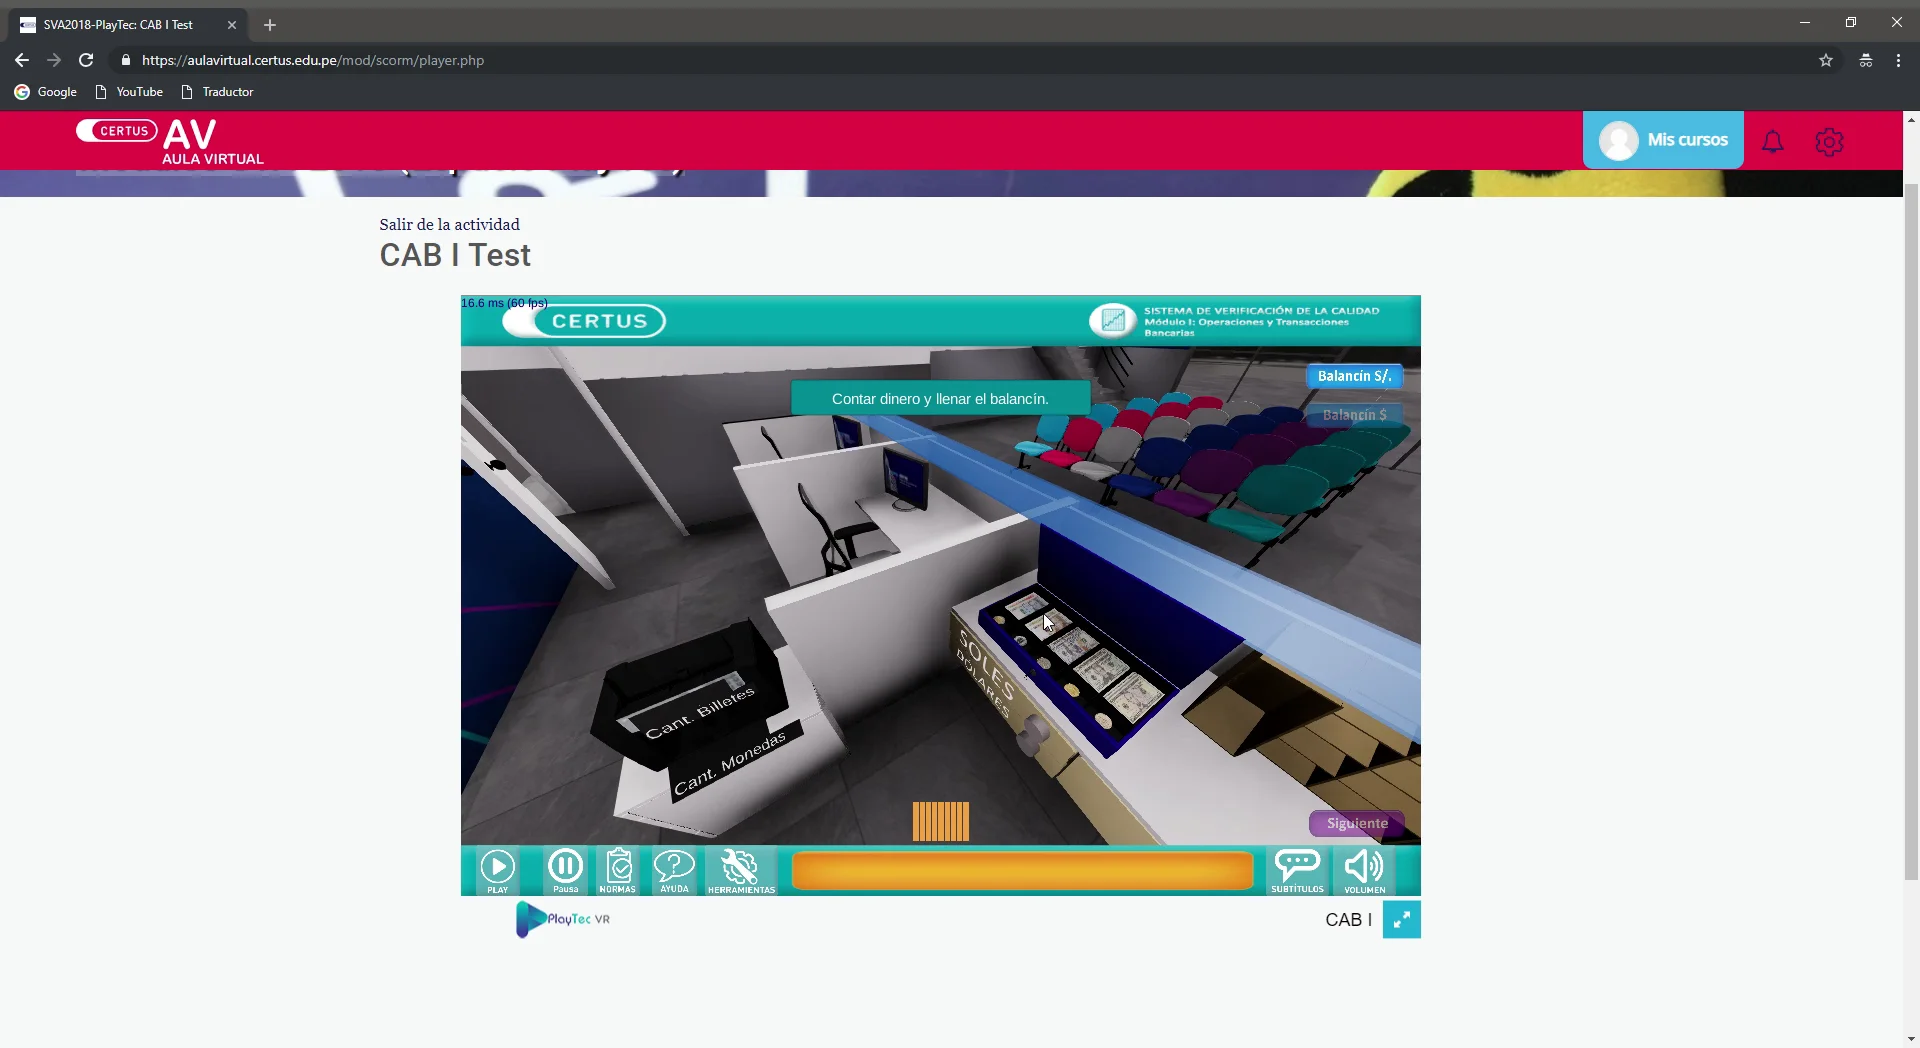 SVA2018-PlayTec: CAB I Test
https://aulavirtual.certus.edu.pe/mod/scorm/player.php
Google
YouTube
Traductor
CERTUS
AV
AULA VIRTUAL
Mis cursos
Salir de la actividad
CAB I Test
16.6 ms (60 fps)
CERTUS
SISTEMA DE VERIFICACIÓN DE LA CALIDAD
Módulo I: Operaciones y Transacciones
Bancarias
Balancín S/.
Contar dinero y llenar el balancín.
Balancín $
SOLES
DOLARES
Cant. Billetes
Cant. Monedas
Siguiente
PLAY
Pausa
NORMAS
AYUDA
HERRAMIENTAS
SUBTÍTULOS
VOLUMEN
PlayTec VR
CAB I